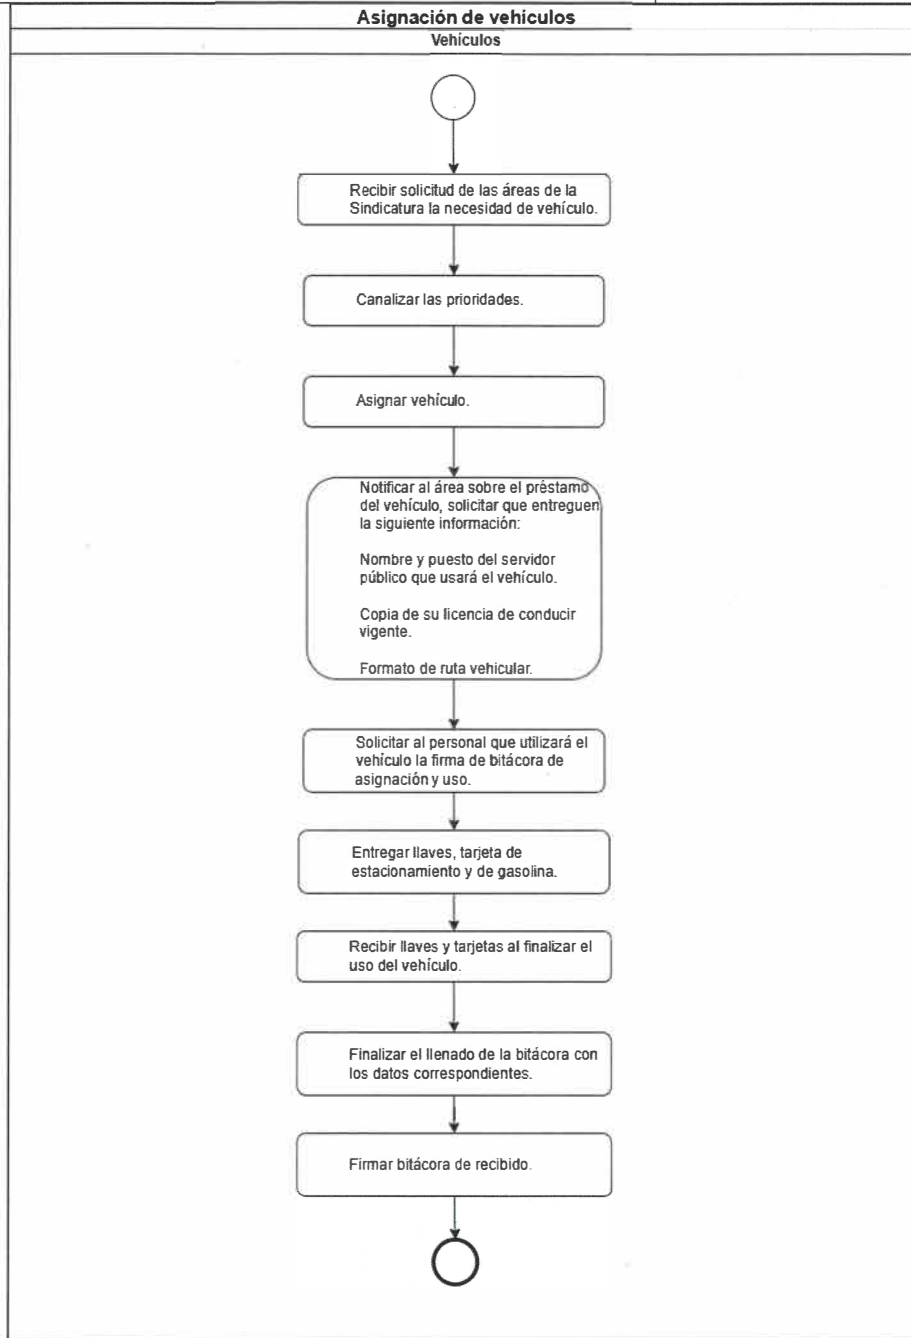 Asignación de vehículos
Vehículos
Recibir solicitud de las áreas de la
Sindicatura la necesidad de vehículo.
Canalizar las prioridades.
Asignar vehículo.
Notificar al área sobre el préstamo
del vehículo, solicitar que entreguen
la siguiente información:
Nombre y puesto del servidor
público que usará el vehículo.
Copia de su licencia de conducir
vigente.
Formato de ruta vehicular.
Solicitar al personal que utilizará el
vehículo la firma de bitácora de
asignación y uso.
Entregar llaves, tarjeta de
estacionamiento y de gasolina.
Recibir llaves y tarjetas al finalizar el
uso del vehículo.
Finalizar el llenado de la bitácora con
los datos correspondientes.
Firmar bitácora de recibido.